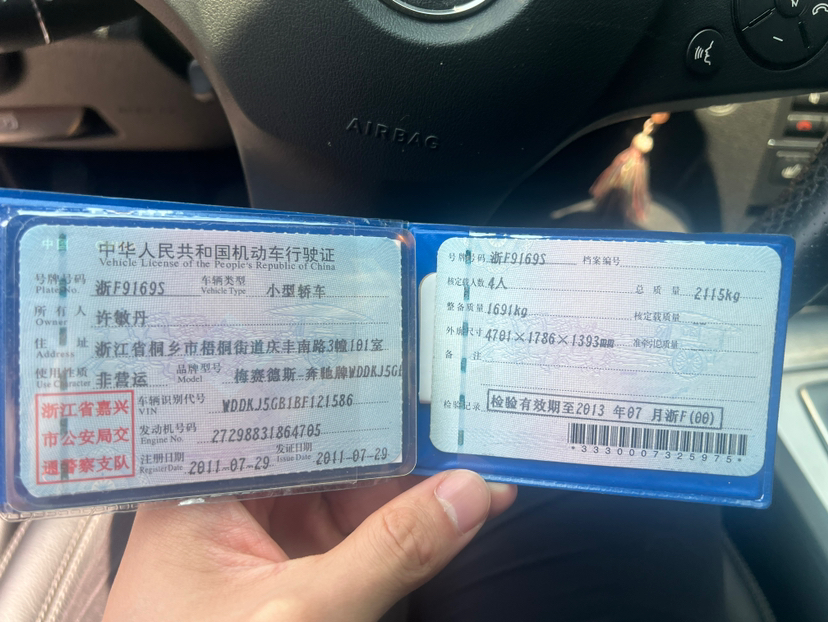 AIRBAG
中华人民共和国机动车行驶证
Vehicle License of the People's Republic of China
号牌号码 浙F9169S 车辆类型 小型轿车
Plate No. Vehicle Type
所有人 许敏丹
Owner
住址 浙江省桐乡市梧桐街道庆丰南路3幢101室
Address
使用性质 非营运 品牌型号 梅赛德斯-奔驰牌WDDKJ5GB
Use Character Model
浙江省嘉兴
市公安局交
通警察支队
车辆识别代号 WDDKJ5GB1BF121586
VIN
发动机号码 27298831864705
Engine No.
注册日期 2011-07-29 发证日期 2011-07-29
Register Date Issue Date
号牌号码 浙F9169S 档案编号
核定载人数 4人 总质量 2115kg
整备质量 1691kg 核定载质量 --
外廓尺寸 4701×1786×1393mm 准牵引总质量 --
备注
检验记录 检验有效期至2013 年07 月浙F(00)
*3330007325975*